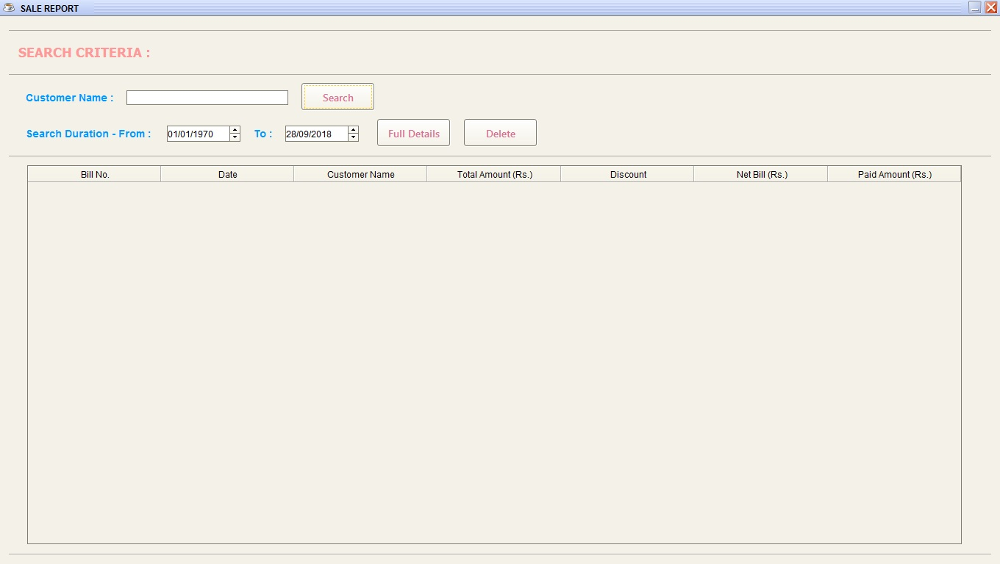 SALE REPORT
SEARCH CRITERIA :
Customer Name :
Search
Search Duration - From : 01/01/1970 To : 28/09/2018 Full Details Delete
Bill No. Date Customer Name Total Amount (Rs.) Discount Net Bill (Rs.) Paid Amount (Rs.)